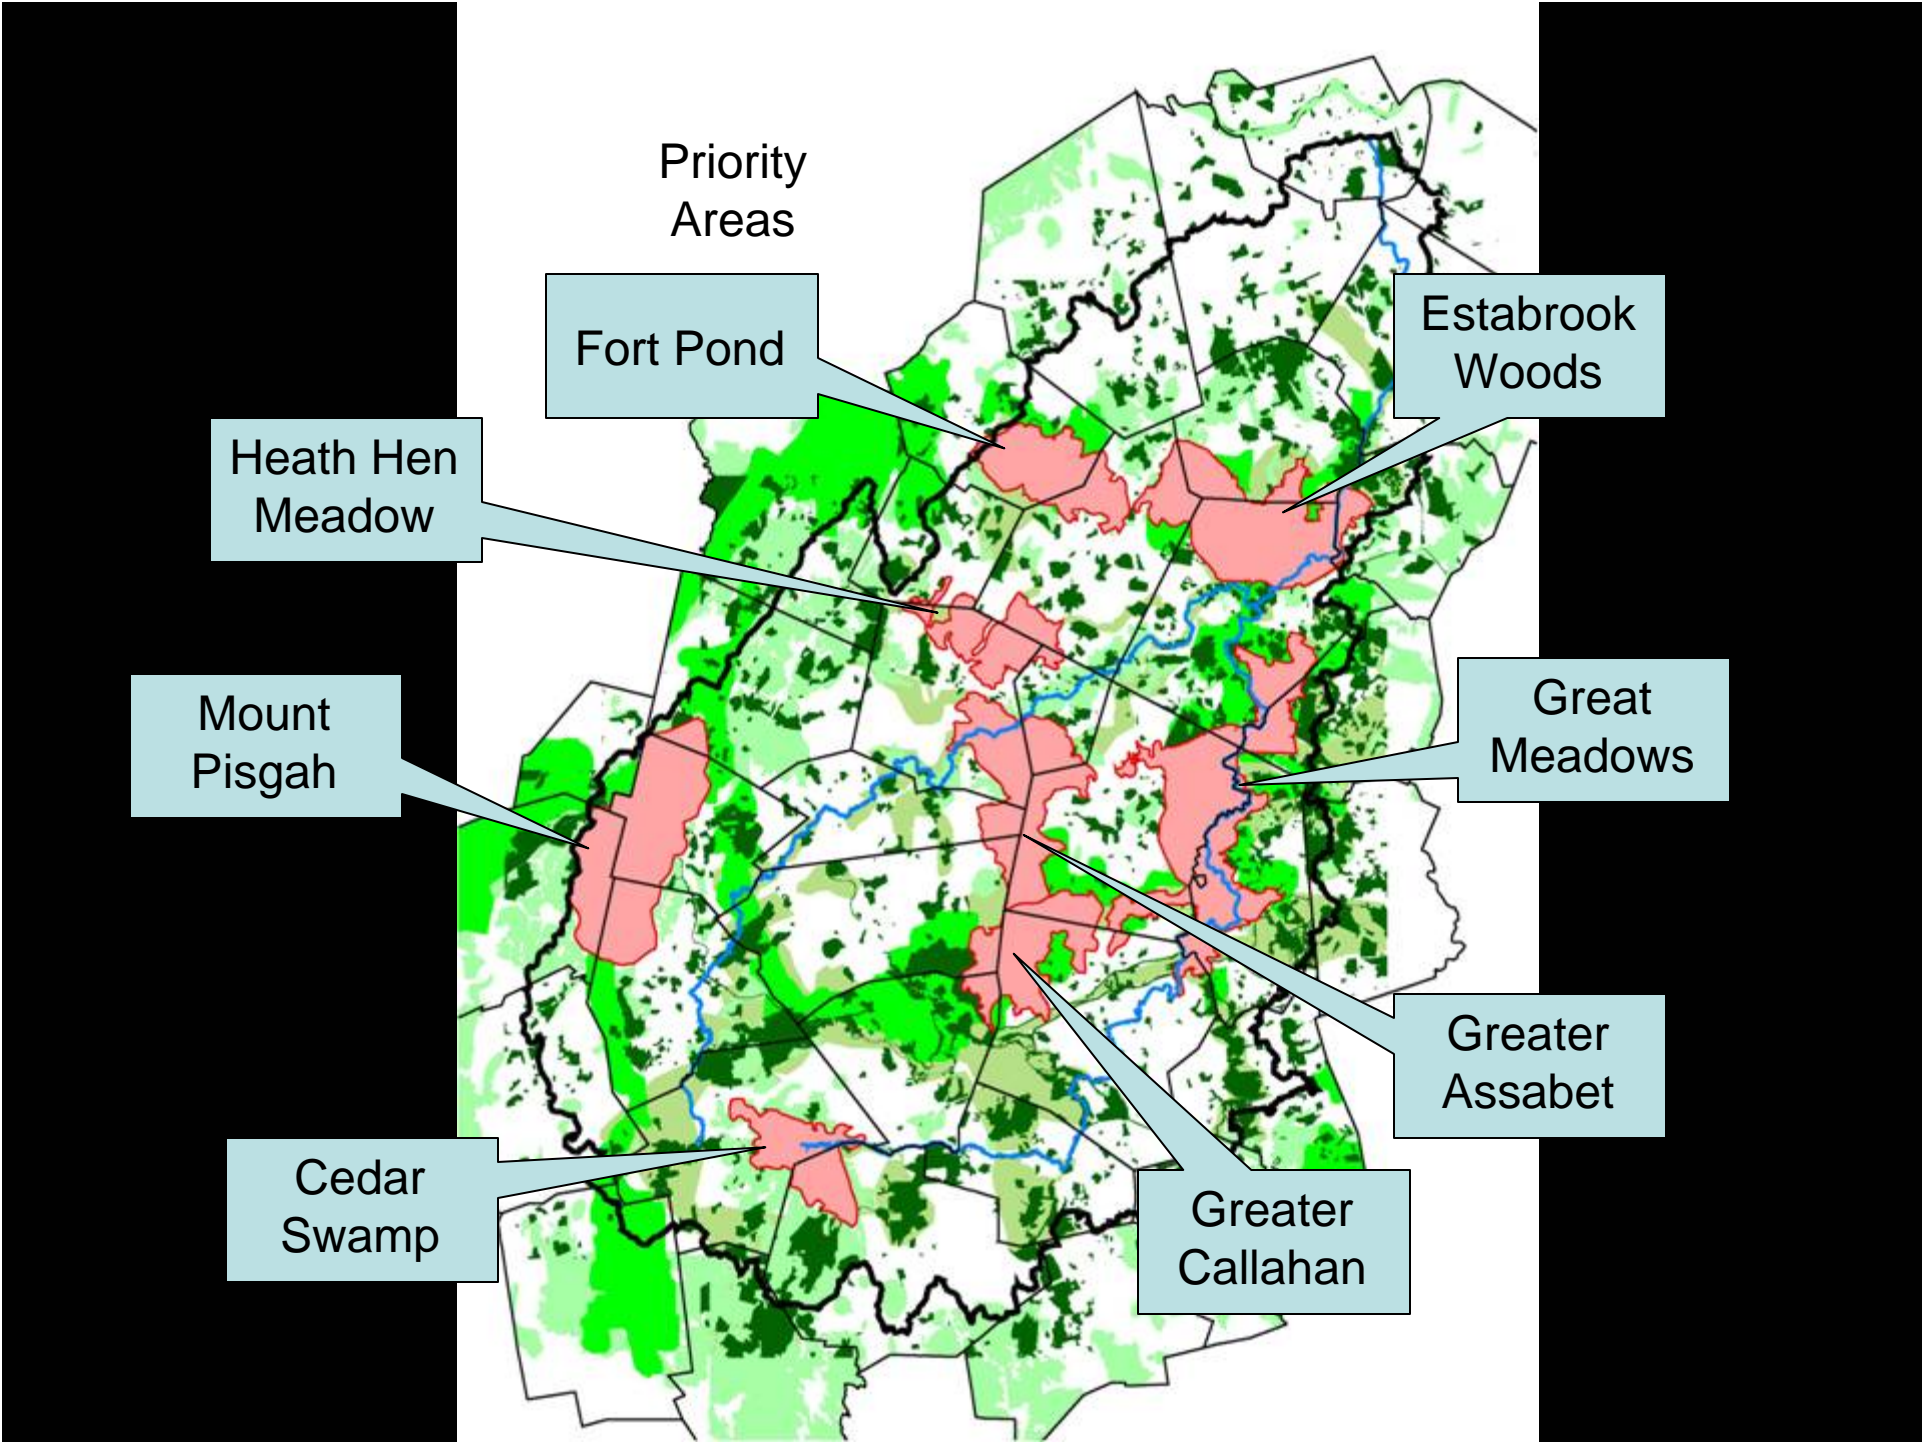 Priority
Areas
Fort Pond
Estabrook
Woods
Heath Hen
Meadow
Mount
Pisgah
Great
Meadows
Greater
Assabet
Cedar
Swamp
Greater
Callahan